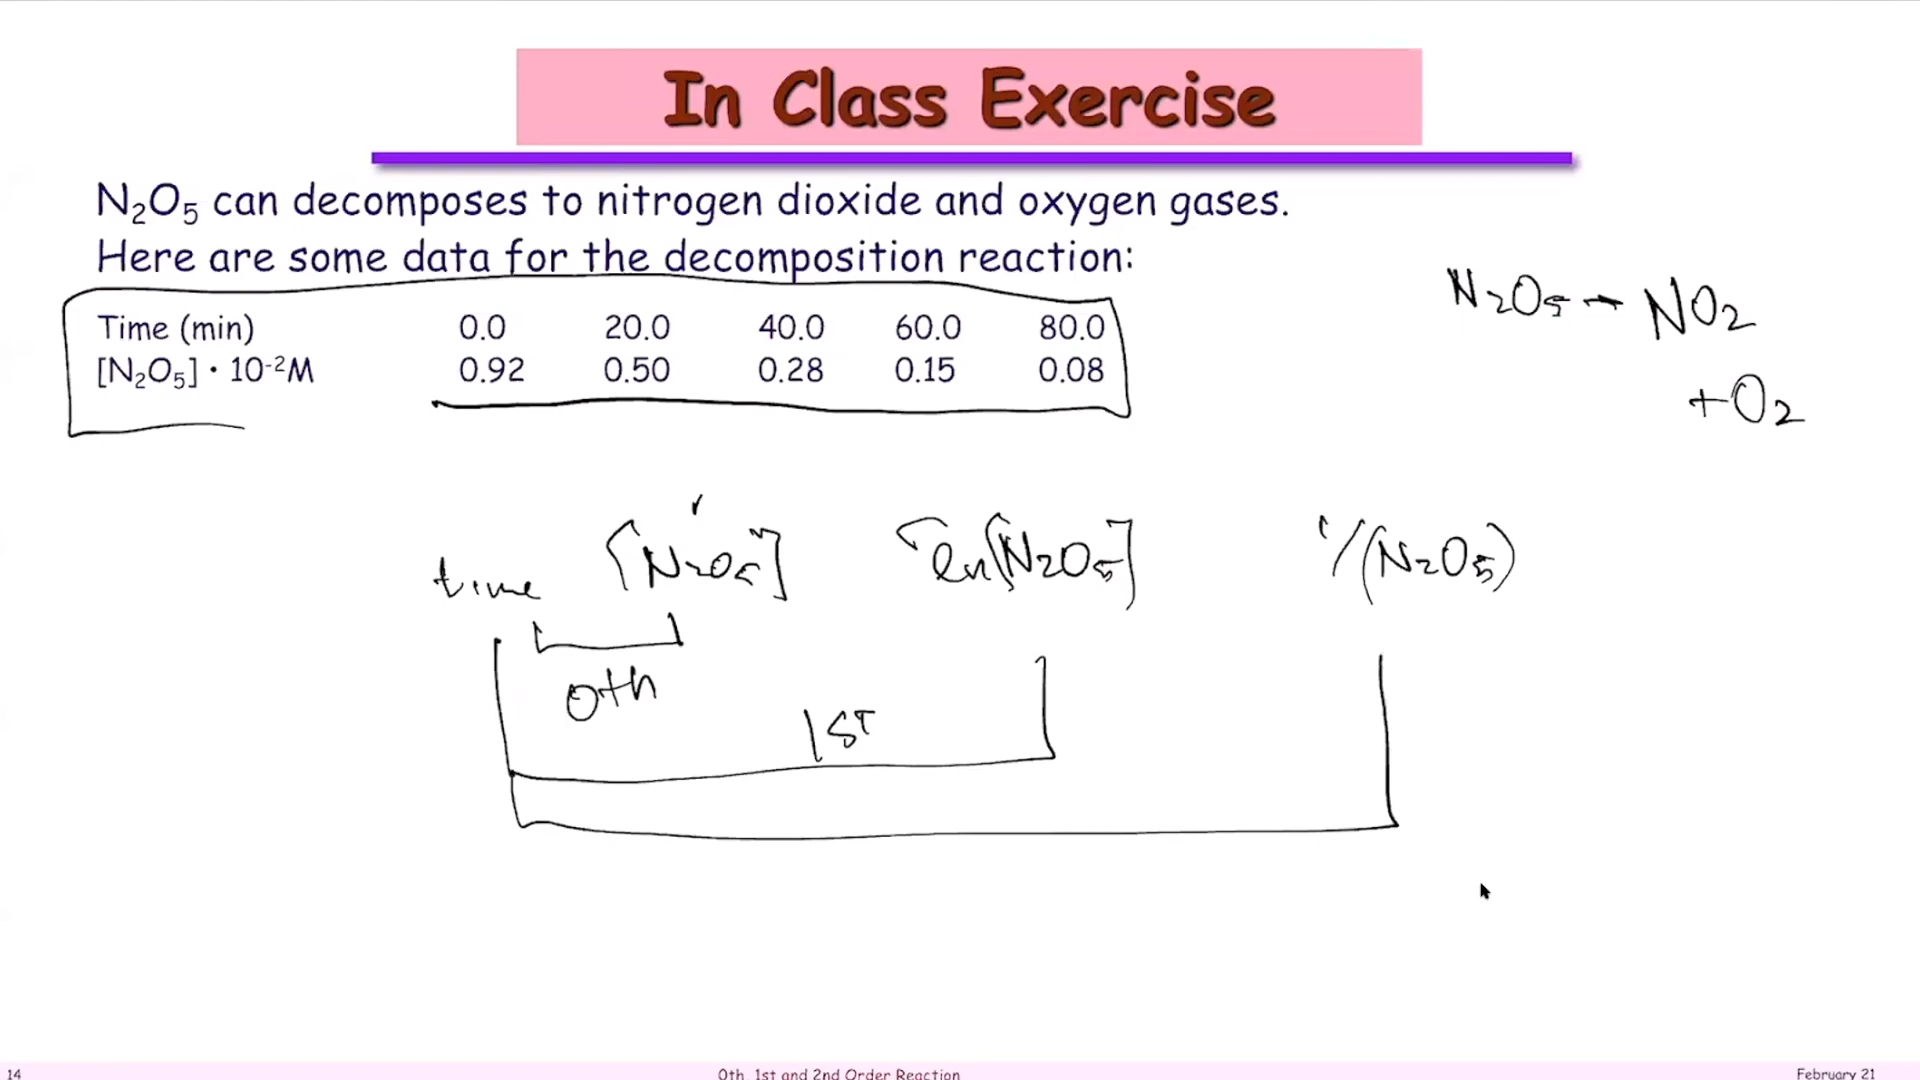 In Class Exercise
N₂O₅ can decomposes to nitrogen dioxide and oxygen gases.
Here are some data for the decomposition reaction:
Time (min) 0.0 20.0 40.0 60.0 80.0
[N₂O₅] · 10⁻²M 0.92 0.50 0.28 0.15 0.08
N₂O₅ → NO₂
+O₂
time [N₂O₅] ln[N₂O₅] 1/(N₂O₅)
0th
1ST
14 0th, 1st and 2nd Order Reaction February 21